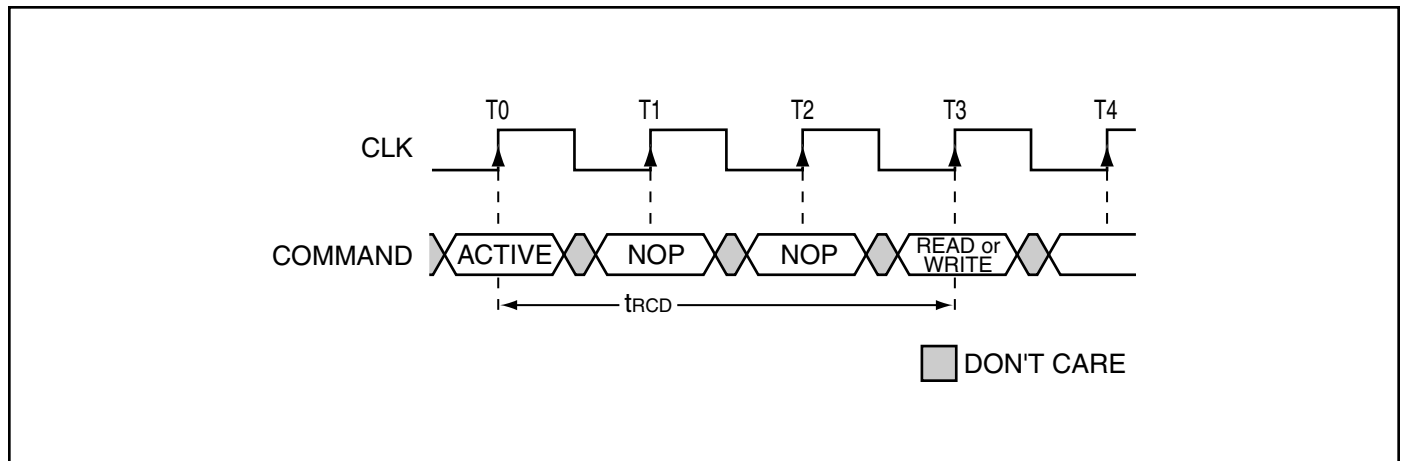 T0 T1 T2 T3 T4
CLK
COMMAND ACTIVE NOP NOP READ or
WRITE
tRCD
DON'T CARE